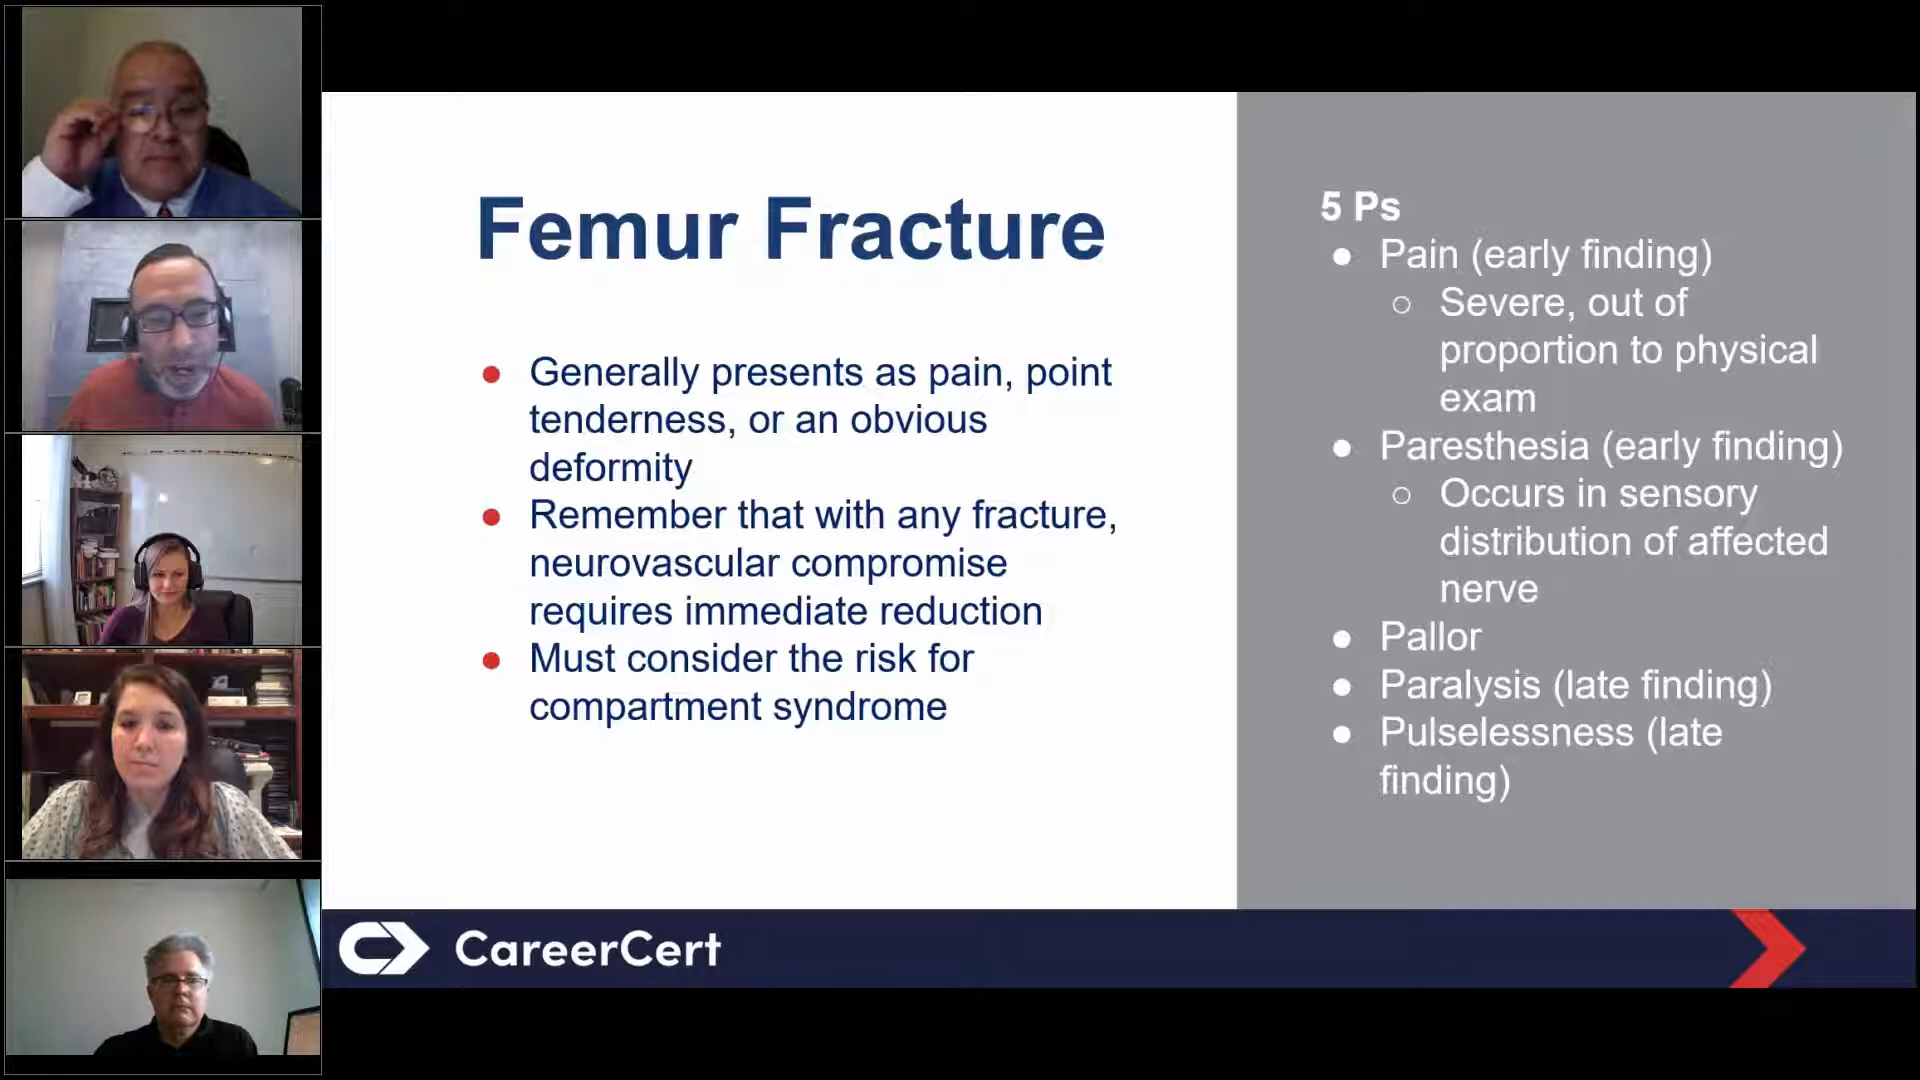 Femur Fracture
Generally presents as pain, point
tenderness, or an obvious
deformity
Remember that with any fracture,
neurovascular compromise
requires immediate reduction
Must consider the risk for
compartment syndrome
5 Ps
Pain (early finding)
Severe, out of
proportion to physical
exam
Paresthesia (early finding)
Occurs in sensory
distribution of affected
nerve
Pallor
Paralysis (late finding)
Pulselessness (late
finding)
CareerCert